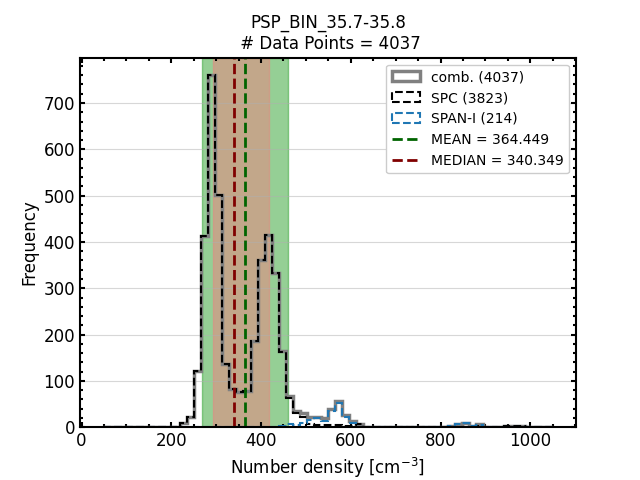 PSP_BIN_35.7-35.8
# Data Points = 4037
comb. (4037)
SPC (3823)
SPAN-I (214)
MEAN = 364.449
MEDIAN = 340.349
Frequency
700
600
500
400
300
200
100
0
0 200 400 600 800 1000
Number density [cm⁻³]